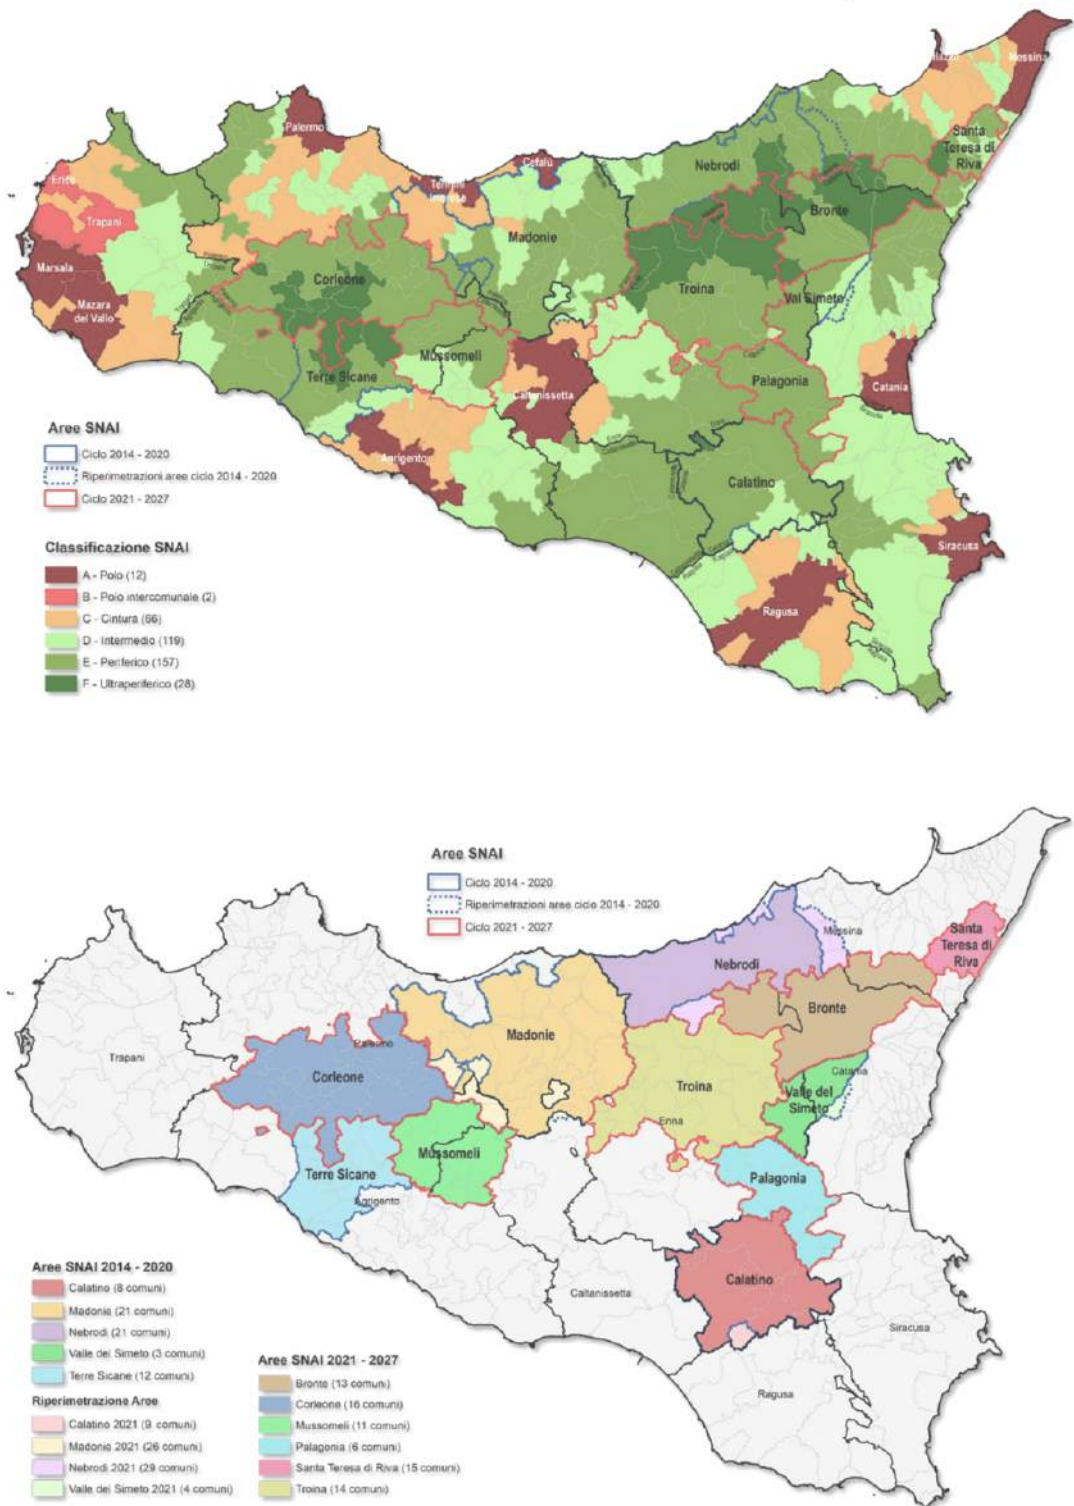 Messina
Palermo
Cefalù
Santa
Teresa di
Riva
Nebrodi
Erice
Termini
Imerese
Trapani
Bronte
Madonie
Marsala
Corleone
Troina
Val Simeto
Mazara
del Vallo
Mussomeli
Terre Sicane
Palagonia
Caltanissetta
Catania
Agrigento
Calatino
Siracusa
Ragusa
Aree SNAI
Ciclo 2014 - 2020
Riperimetrazioni aree ciclo 2014 - 2020
Ciclo 2021 - 2027
Classificazione SNAI
A - Polo (12)
B - Polo intercomunale (2)
C - Cintura (66)
D - Intermedio (119)
E - Periferico (157)
F - Ultraperiferico (28)
Aree SNAI
Ciclo 2014 - 2020
Riperimetrazioni aree ciclo 2014 - 2020
Ciclo 2021 - 2027
Messina
Santa
Teresa di
Riva
Nebrodi
Bronte
Madonie
Palermo
Trapani
Corleone
Troina
Catania
Valle del
Simeto
Enna
Mussomeli
Terre Sicane
Palagonia
Agrigento
Calatino
Caltanissetta
Siracusa
Ragusa
Aree SNAI 2014 - 2020
Calatino (8 comuni)
Madonie (21 comuni)
Nebrodi (21 comuni)
Valle del Simeto (3 comuni)
Terre Sicane (12 comuni)
Riperimetrazione Aree
Calatino 2021 (9 comuni)
Madonie 2021 (26 comuni)
Nebrodi 2021 (29 comuni)
Valle del Simeto 2021 (4 comuni)
Aree SNAI 2021 - 2027
Bronte (13 comuni)
Corleone (16 comuni)
Mussomeli (11 comuni)
Palagonia (6 comuni)
Santa Teresa di Riva (15 comuni)
Troina (14 comuni)